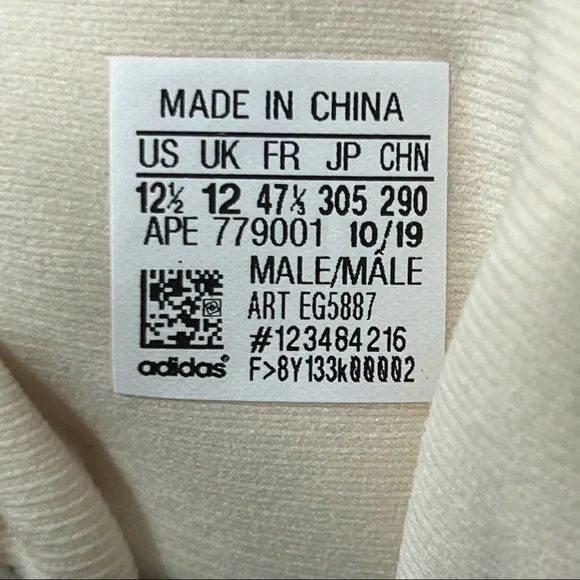 MADE IN CHINA
US UK FR JP CHN
12½ 12 47⅓ 305 290
APE 779001 10/19
MALE/MÂLE
ART EG5887
#123484216
adidas® F>8Y133k00002